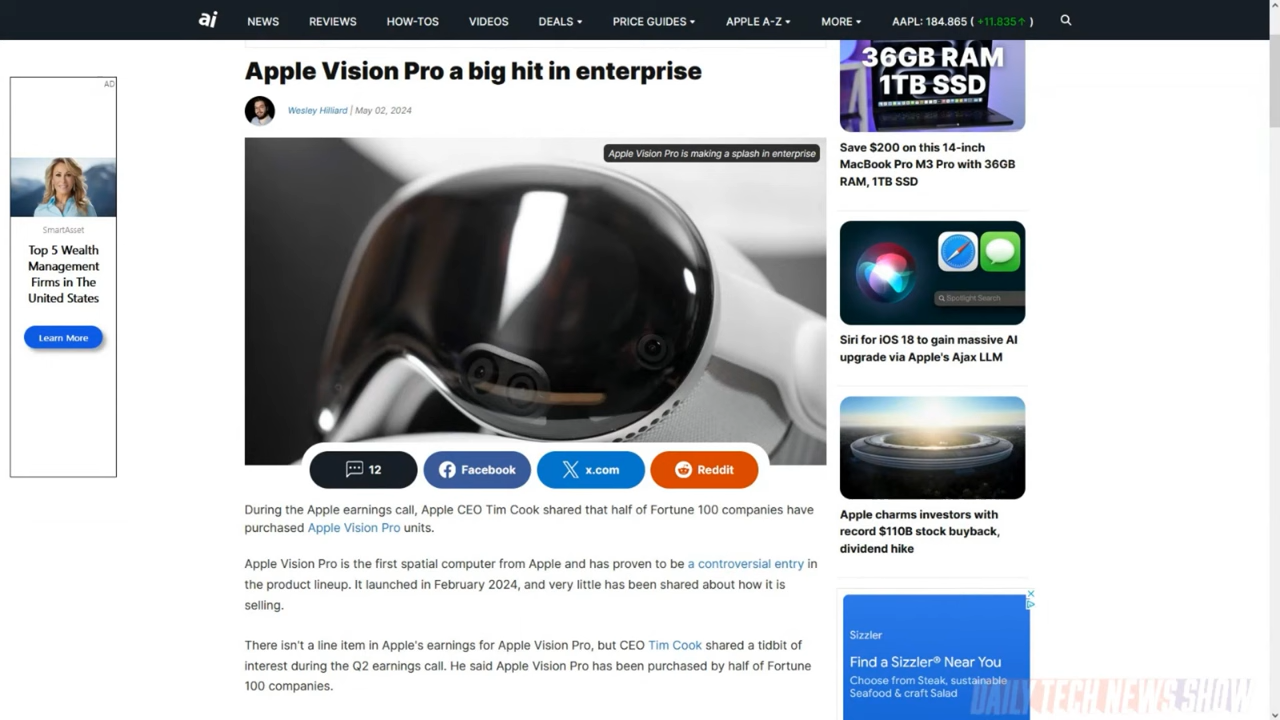 ai
NEWS
REVIEWS
HOW-TOS
VIDEOS
DEALS
PRICE GUIDES
APPLE A-Z
MORE
AAPL: 184.865 ( +11.835↑ )
Apple Vision Pro a big hit in enterprise
Wesley Hilliard | May 02, 2024
Apple Vision Pro is making a splash in enterprise
12
Facebook
x.com
Reddit
During the Apple earnings call, Apple CEO Tim Cook shared that half of Fortune 100 companies have
purchased Apple Vision Pro units.
Apple Vision Pro is the first spatial computer from Apple and has proven to be a controversial entry in
the product lineup. It launched in February 2024, and very little has been shared about how it is
selling.
There isn't a line item in Apple's earnings for Apple Vision Pro, but CEO Tim Cook shared a tidbit of
interest during the Q2 earnings call. He said Apple Vision Pro has been purchased by half of Fortune
100 companies.
AD
SmartAsset
Top 5 Wealth
Management
Firms in The
United States
Learn More
36GB RAM
1TB SSD
Save $200 on this 14-inch
MacBook Pro M3 Pro with 36GB
RAM, 1TB SSD
Spotlight Search
Siri for iOS 18 to gain massive AI
upgrade via Apple's Ajax LLM
Apple charms investors with
record $110B stock buyback,
dividend hike
Sizzler
Find a Sizzler® Near You
Choose from Steak, sustainable
Seafood & craft Salad
DAILY TECH NEWS SHOW